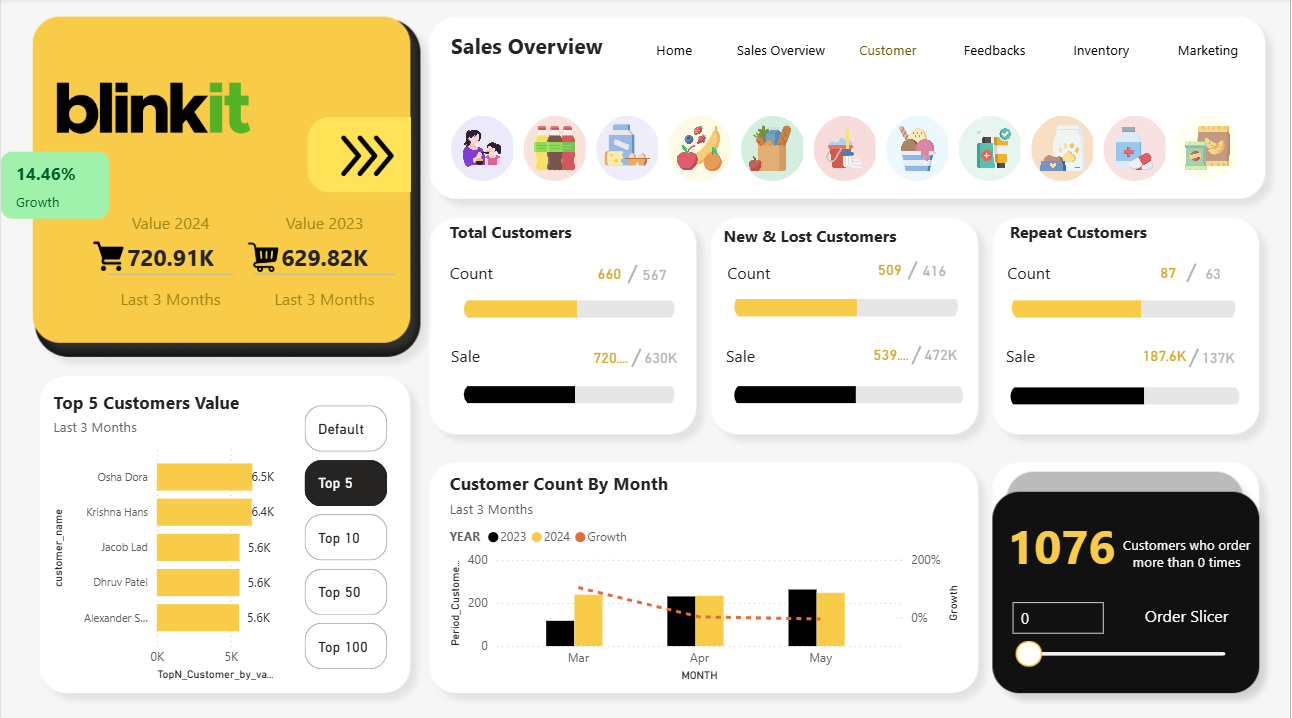 blinkit
14.46%
Growth
Value 2024
Value 2023
720.91K
629.82K
Last 3 Months
Last 3 Months
Sales Overview
Home
Sales Overview
Customer
Feedbacks
Inventory
Marketing
Total Customers
Count
660 / 567
Sale
720.... / 630K
New & Lost Customers
Count
509 / 416
Sale
539.... / 472K
Repeat Customers
Count
87 / 63
Sale
187.6K / 137K
Top 5 Customers Value
Last 3 Months
Default
Top 5
Top 10
Top 50
Top 100
customer_name
Osha Dora
6.5K
Krishna Hans
6.4K
Jacob Lad
5.6K
Dhruv Patel
5.6K
Alexander S...
5.6K
0K
5K
TopN_Customer_by_va...
Customer Count By Month
Last 3 Months
YEAR 2023 2024 Growth
Period_Custome...
400
200
0
200%
0%
Growth
Mar
Apr
May
MONTH
1076
Customers who order
more than 0 times
0
Order Slicer